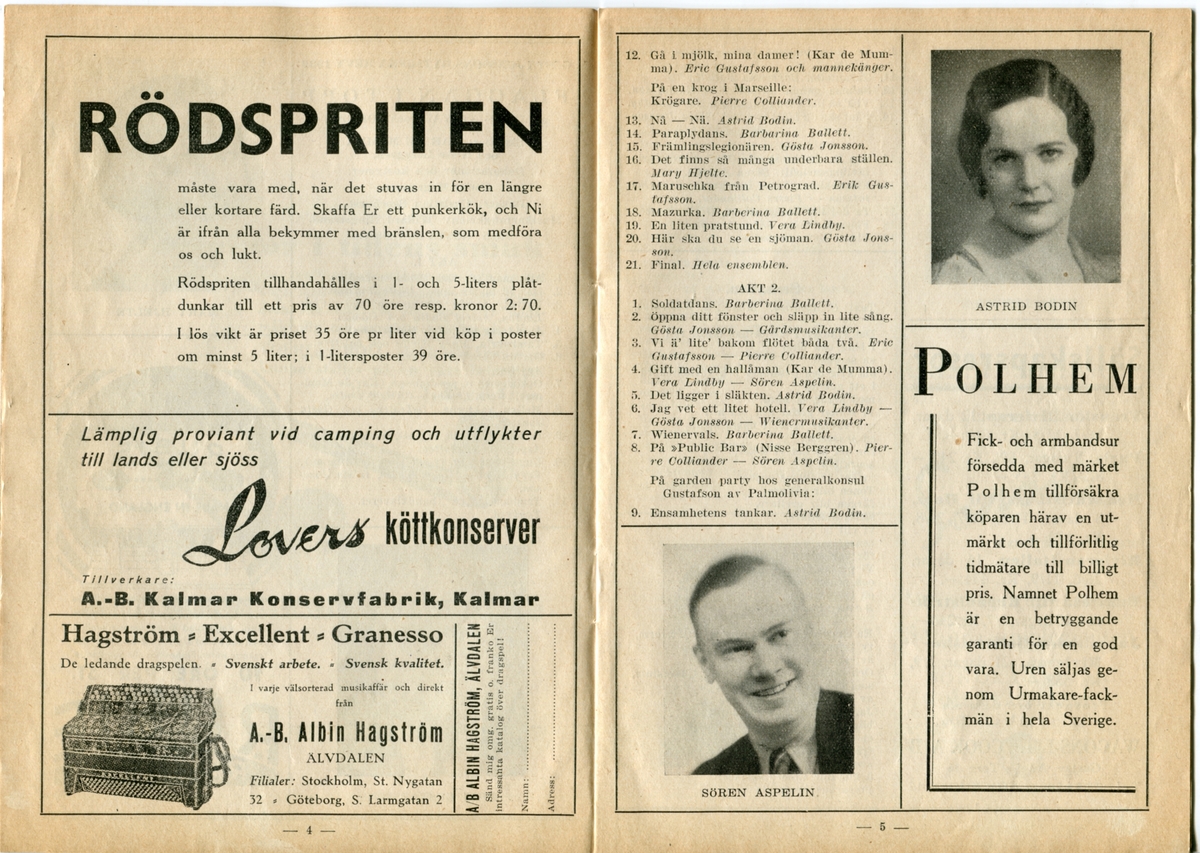 RÖDSPRITEN
måste vara med, när det stuvas in för en längre
eller kortare färd. Skaffa Er ett punkerkök, och Ni
är ifrån alla bekymmer med bränslen, som medföra
os och lukt.
Rödspriten tillhandahålles i 1- och 5-liters plåt-
dunkar till ett pris av 70 öre resp. kronor 2:70.
I lös vikt är priset 35 öre pr liter vid köp i poster
om minst 5 liter; i 1-litersposter 39 öre.
Lämplig proviant vid camping och utflykter
till lands eller sjöss
Lovers köttkonserver
Tillverkare:
A.-B. Kalmar Konservfabrik, Kalmar
Hagström - Excellent - Granesso
De ledande dragspelen. - Svenskt arbete. - Svensk kvalitet.
I varje välsorterad musikaffär och direkt
från
A.-B. Albin Hagström
ÄLVDALEN
Filialer: Stockholm, St. Nygatan
32 - Göteborg, S. Larmgatan 2
EXCELLENT
A/B ALBIN HAGSTRÖM, ÄLVDALEN
Sänd mig omg. gratis o. franko Er
intressanta katalog över dragspel!
Namn:
Adress:
— 4 —
12. Gå i mjölk, mina damer! (Kar de Mum-
ma). Eric Gustafsson och mannekänger.
På en krog i Marseille:
Krögare. Pierre Colliander.
13. Nå — Nä. Astrid Bodin.
14. Paraplydans. Barbarina Ballett.
15. Främlingslegionären. Gösta Jonsson.
16. Det finns så många underbara ställen.
Mary Hjelte.
17. Maruschka från Petrograd. Erik Gus-
tafsson.
18. Mazurka. Barberina Ballett.
19. En liten pratstund. Vera Lindby.
20. Här ska du se 'en sjöman. Gösta Jons-
son.
21. Final. Hela ensemblen.
AKT 2.
1. Soldatdans. Barberina Ballett.
2. Öppna ditt fönster och släpp in lite sång.
Gösta Jonsson — Gårdsmusikanter.
3. Vi ä' lite' bakom flötet båda två. Eric
Gustafsson — Pierre Colliander.
4. Gift med en hallåman (Kar de Mumma).
Vera Lindby — Sören Aspelin.
5. Det ligger i släkten. Astrid Bodin.
6. Jag vet ett litet hotell. Vera Lindby —
Gösta Jonsson — Wienermusikanter.
7. Wienervals. Barberina Ballett.
8. På »Public Bar» (Nisse Berggren). Pier-
re Colliander — Sören Aspelin.
På garden party hos generalkonsul
Gustafson av Palmolivia:
9. Ensamhetens tankar. Astrid Bodin.
SÖREN ASPELIN.
ASTRID BODIN
POLHEM
Fick- och armbandsur
försedda med märket
Polhem tillförsäkra
köparen härav en ut-
märkt och tillförlitlig
tidmätare till billigt
pris. Namnet Polhem
är en betryggande
garanti för en god
vara. Uren säljas ge-
nom Urmakare-fack-
män i hela Sverige.
— 5 —